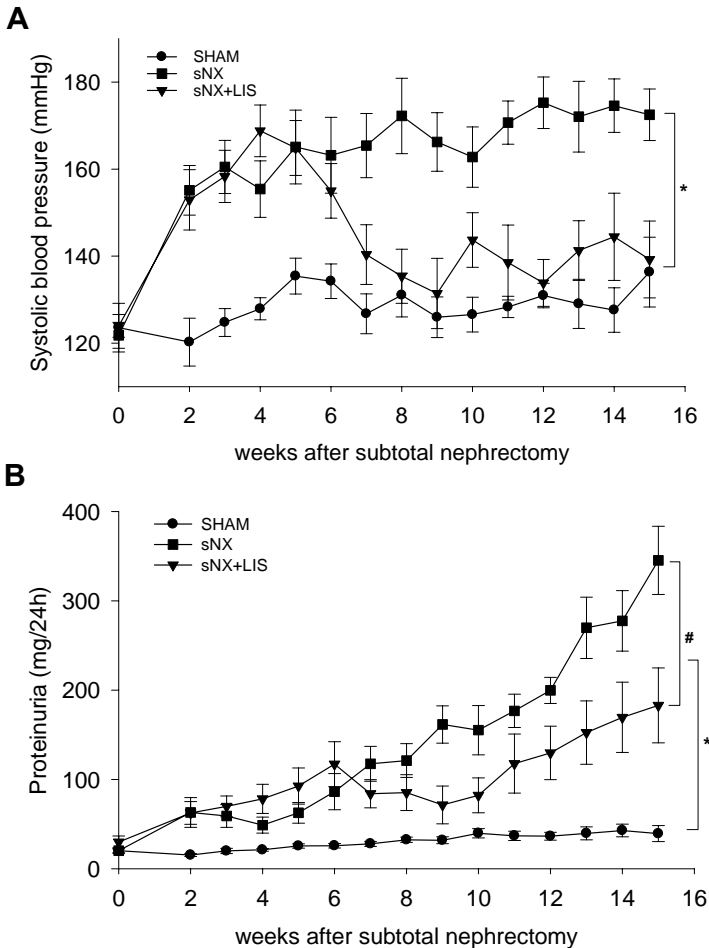 A
Systolic blood pressure (mmHg)
180
160
140
120
SHAM
sNX
sNX+LIS
*
0 2 4 6 8 10 12 14 16
weeks after subtotal nephrectomy
B
Proteinuria (mg/24h)
400
300
200
100
0
SHAM
sNX
sNX+LIS
#
*
0 2 4 6 8 10 12 14 16
weeks after subtotal nephrectomy